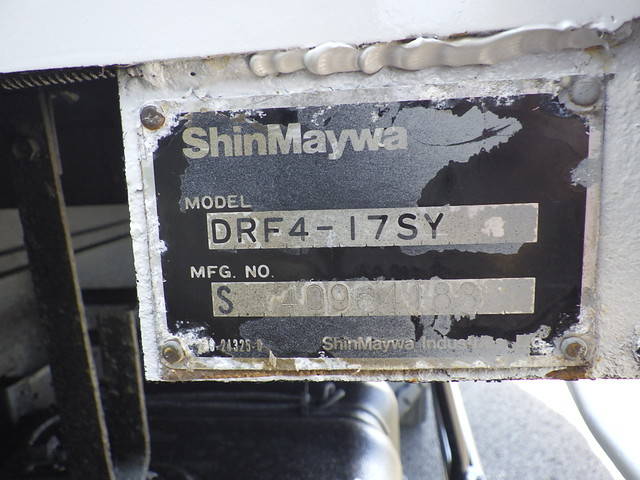 ShinMaywa
MODEL
DRF4-17SY
MFG. NO.
S
ShinMaywa